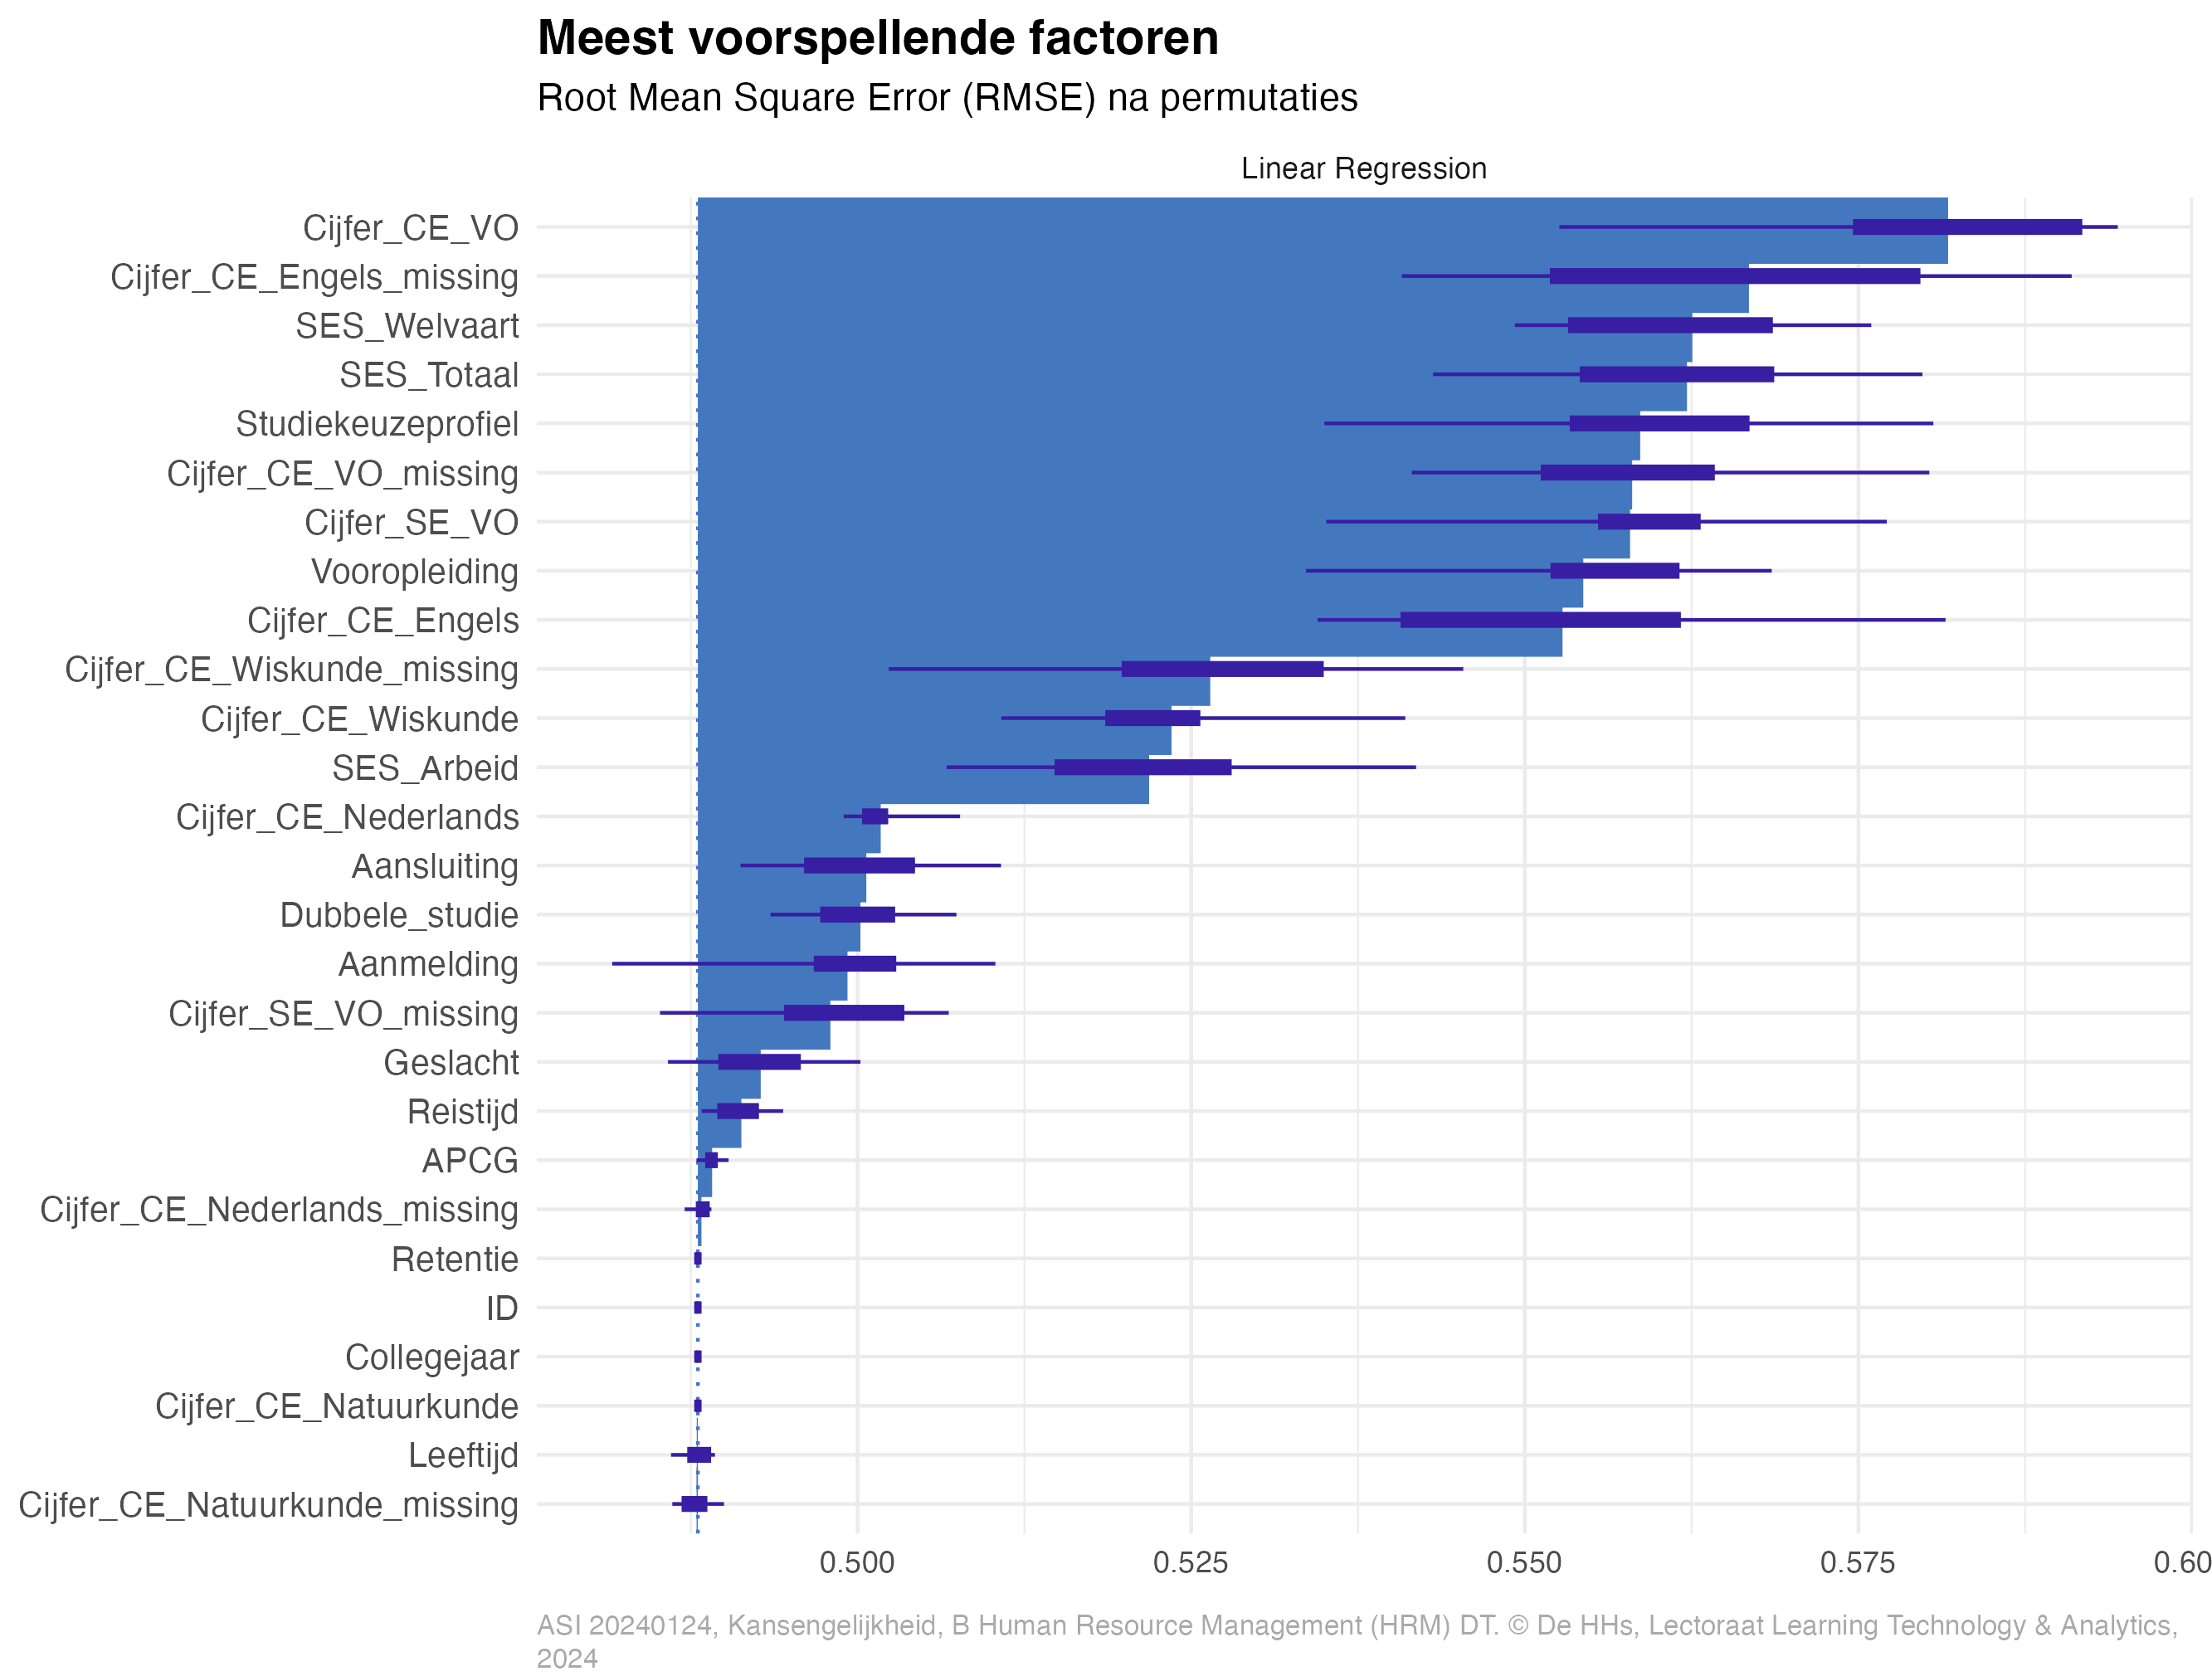 Meest voorspellende factoren
Root Mean Square Error (RMSE) na permutaties
Linear Regression
Cijfer_CE_VO
Cijfer_CE_Engels_missing
SES_Welvaart
SES_Totaal
Studiekeuzeprofiel
Cijfer_CE_VO_missing
Cijfer_SE_VO
Vooropleiding
Cijfer_CE_Engels
Cijfer_CE_Wiskunde_missing
Cijfer_CE_Wiskunde
SES_Arbeid
Cijfer_CE_Nederlands
Aansluiting
Dubbele_studie
Aanmelding
Cijfer_SE_VO_missing
Geslacht
Reistijd
APCG
Cijfer_CE_Nederlands_missing
Retentie
ID
Collegejaar
Cijfer_CE_Natuurkunde
Leeftijd
Cijfer_CE_Natuurkunde_missing
0.500 0.525 0.550 0.575 0.60
ASI 20240124, Kansengelijkheid, B Human Resource Management (HRM) DT. © De HHs, Lectoraat Learning Technology & Analytics,
2024